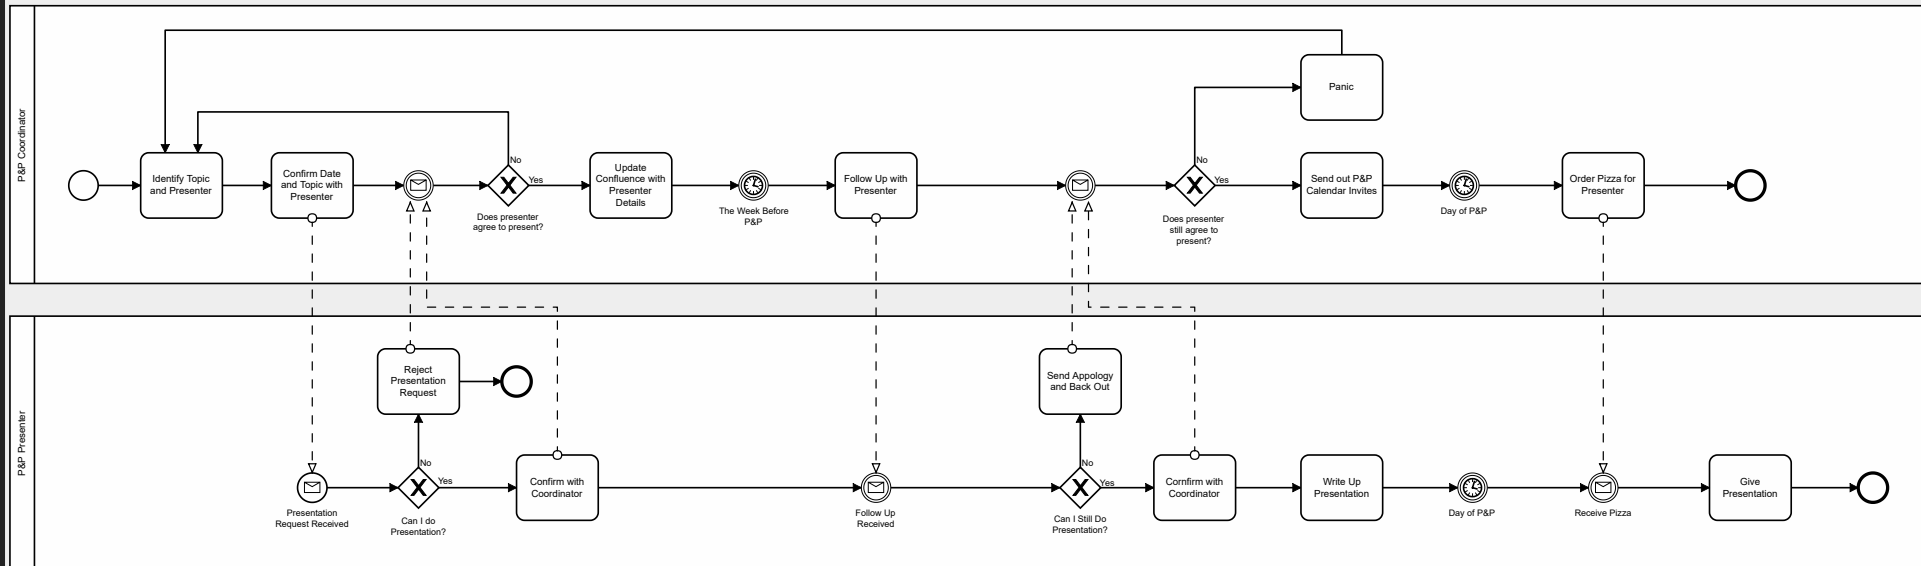 P&P Coordinator
Panic
No
No
Identify Topic
and Presenter
Confirm Date
and Topic with
Presenter
Yes
Does presenter
agree to present?
Update
Confluence with
Presenter
Details
The Week Before
P&P
Follow Up with
Presenter
Yes
Does presenter
still agree to
present?
Send out P&P
Calendar Invites
Day of P&P
Order Pizza for
Presenter
P&P Presenter
Reject
Presentation
Request
Send Appology
and Back Out
Presentation
Request Received
No
Yes
Can I do
Presentation?
Confirm with
Coordinator
Follow Up
Received
No
Yes
Can I Still Do
Presentation?
Cornfirm with
Coordinator
Write Up
Presentation
Day of P&P
Receive Pizza
Give
Presentation